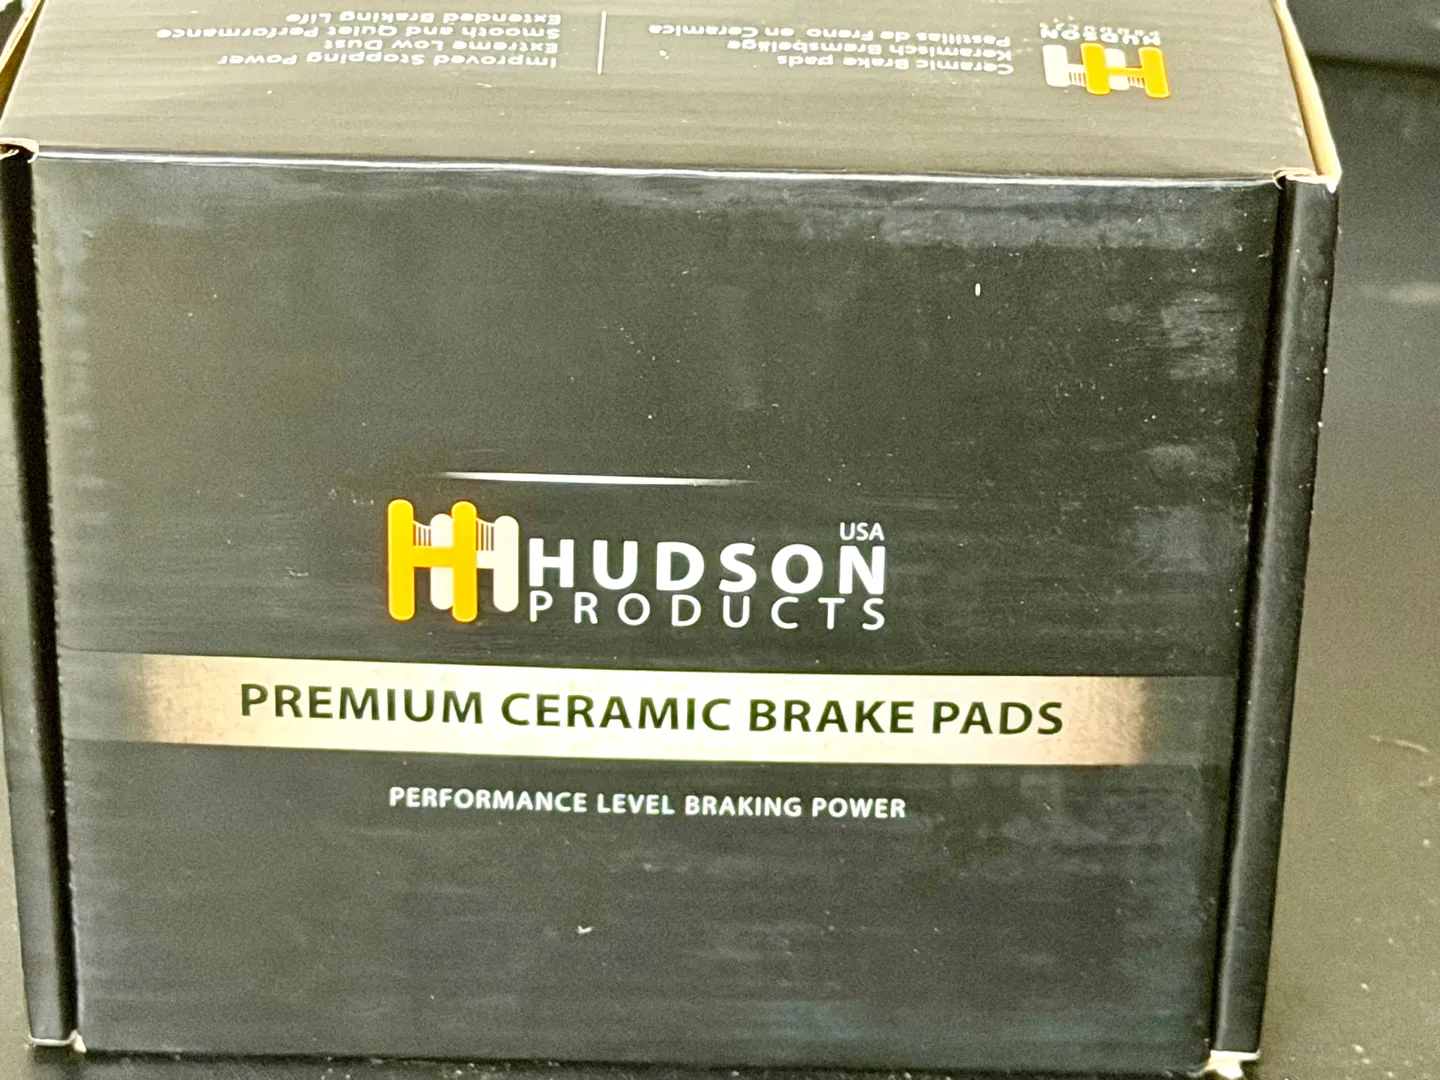 Improved Stopping Power
Extreme Low Dust
Smooth and Quiet Performance
Extended Braking Life
Ceramic Brake pads
Keramisch Bremsbeläge
Pastillas de Freno en Ceramica
HUDSON
USA
HUDSON
PRODUCTS
PREMIUM CERAMIC BRAKE PADS
PERFORMANCE LEVEL BRAKING POWER